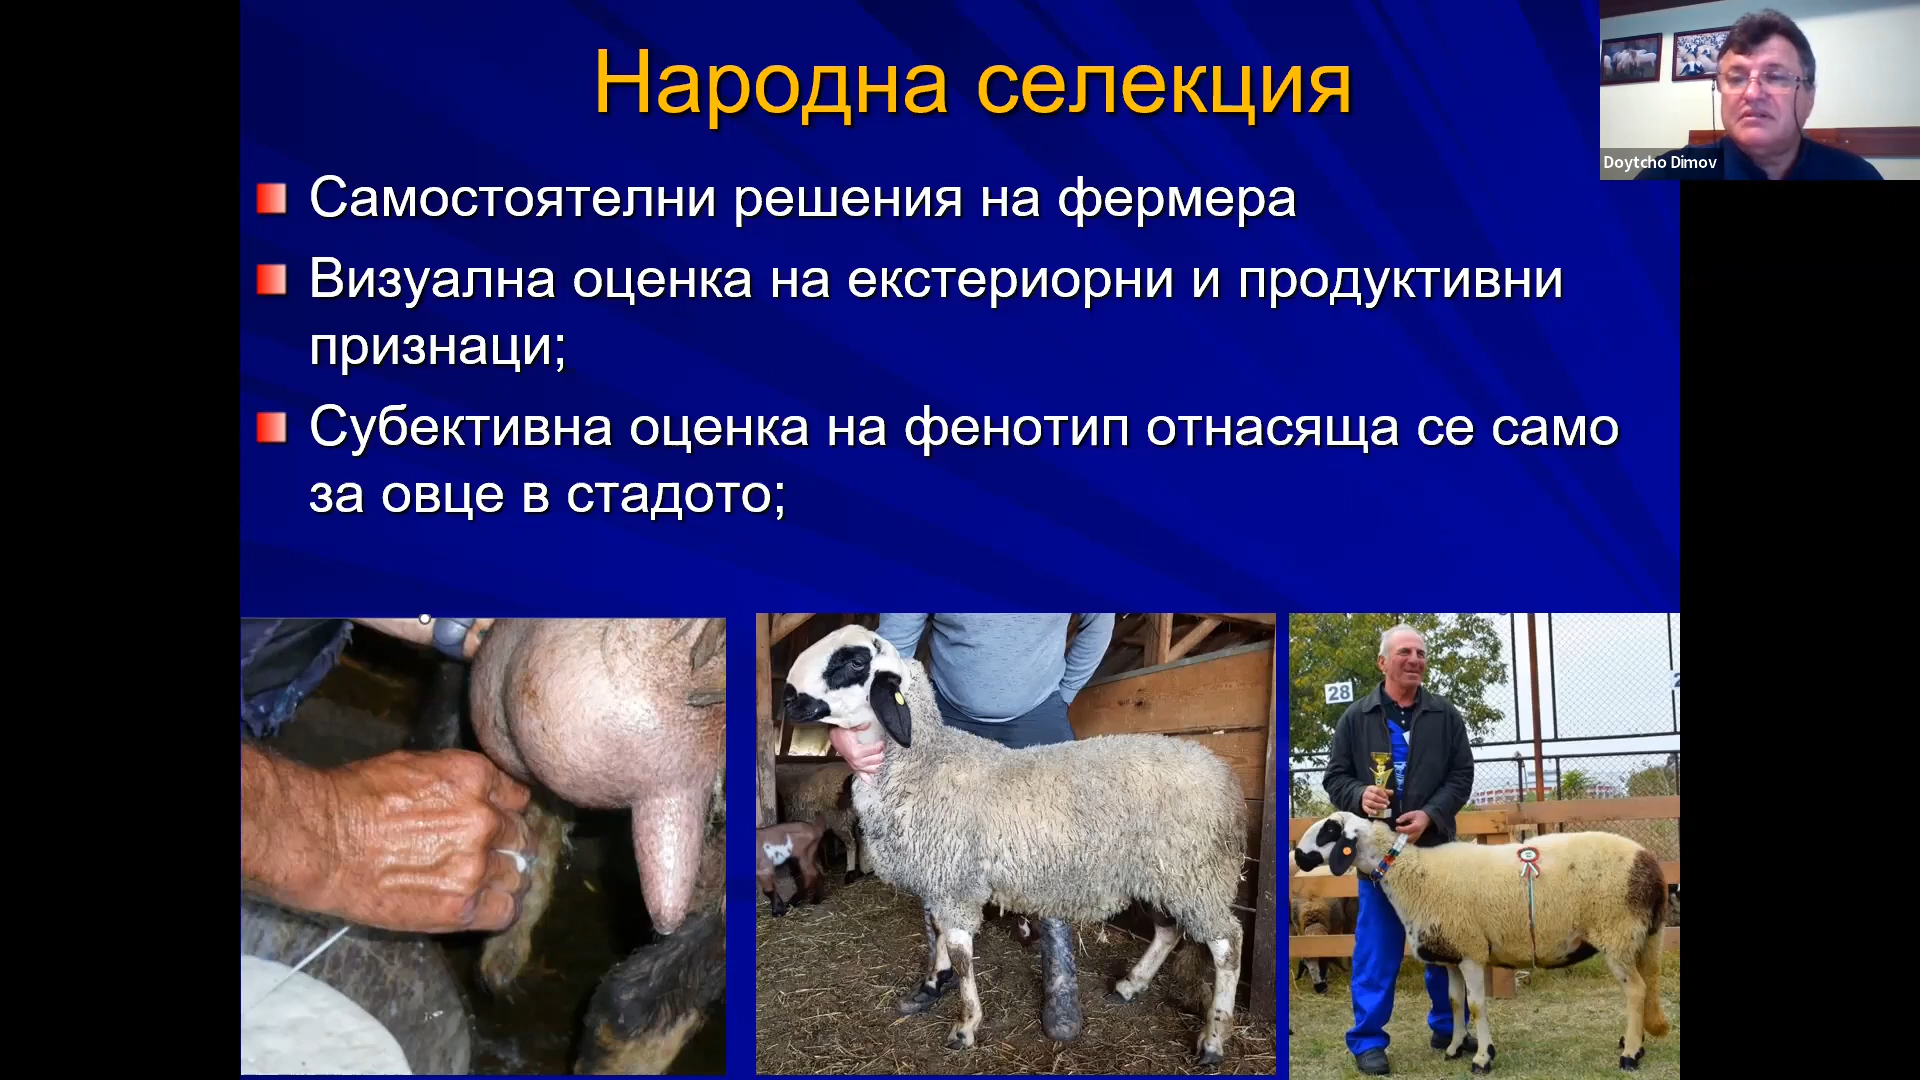 Народна селекция
Doytcho Dimov
Самостоятелни решения на фермера
Визуална оценка на екстериорни и продуктивни
признаци;
Субективна оценка на фенотип отнасяща се само
за овце в стадото;
28